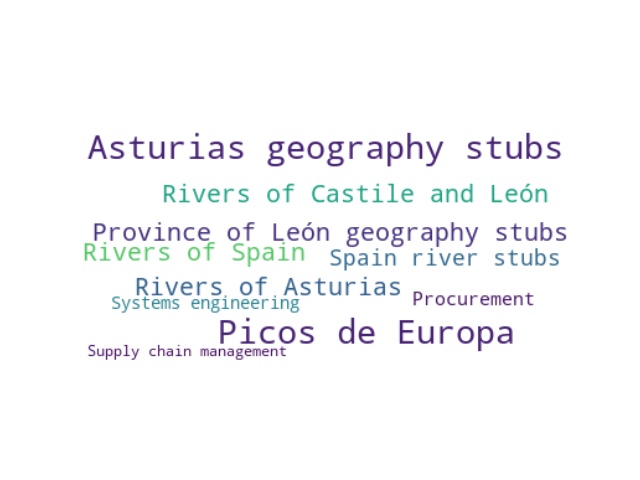 Asturias geography stubs
Rivers of Castile and León
Province of León geography stubs
Rivers of Spain
Spain river stubs
Rivers of Asturias
Systems engineering
Procurement
Picos de Europa
Supply chain management